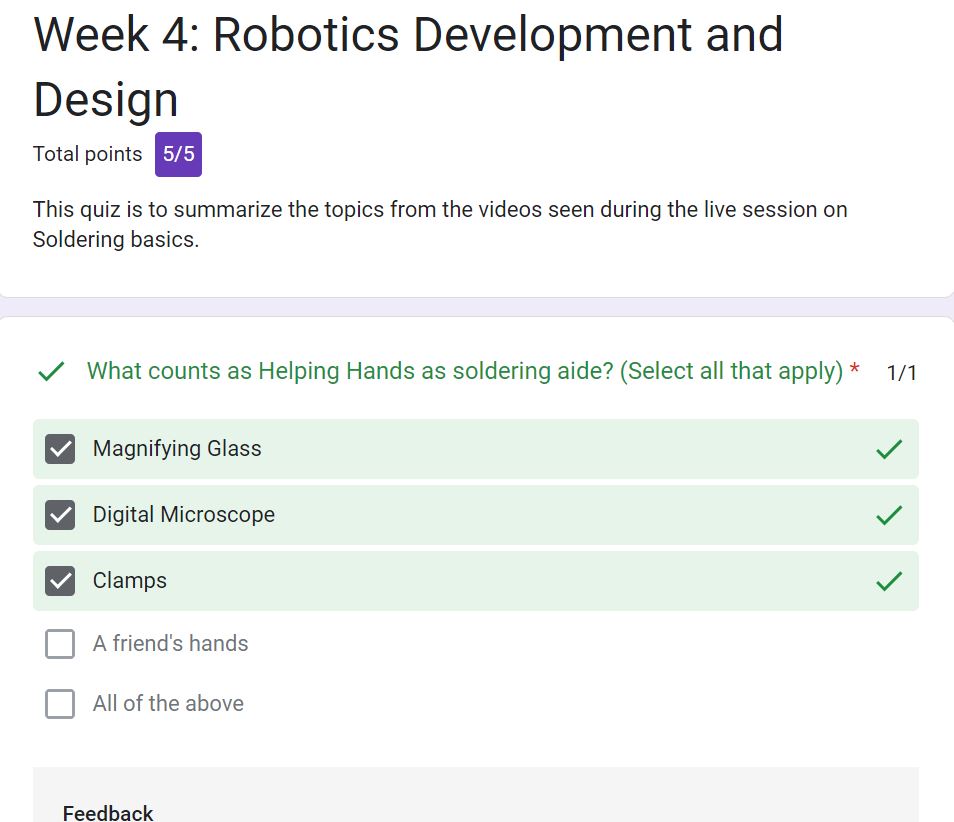 Week 4: Robotics Development and
Design
Total points 5/5
This quiz is to summarize the topics from the videos seen during the live session on
Soldering basics.
What counts as Helping Hands as soldering aide? (Select all that apply) * 1/1
Magnifying Glass
Digital Microscope
Clamps
A friend's hands
All of the above
Feedback